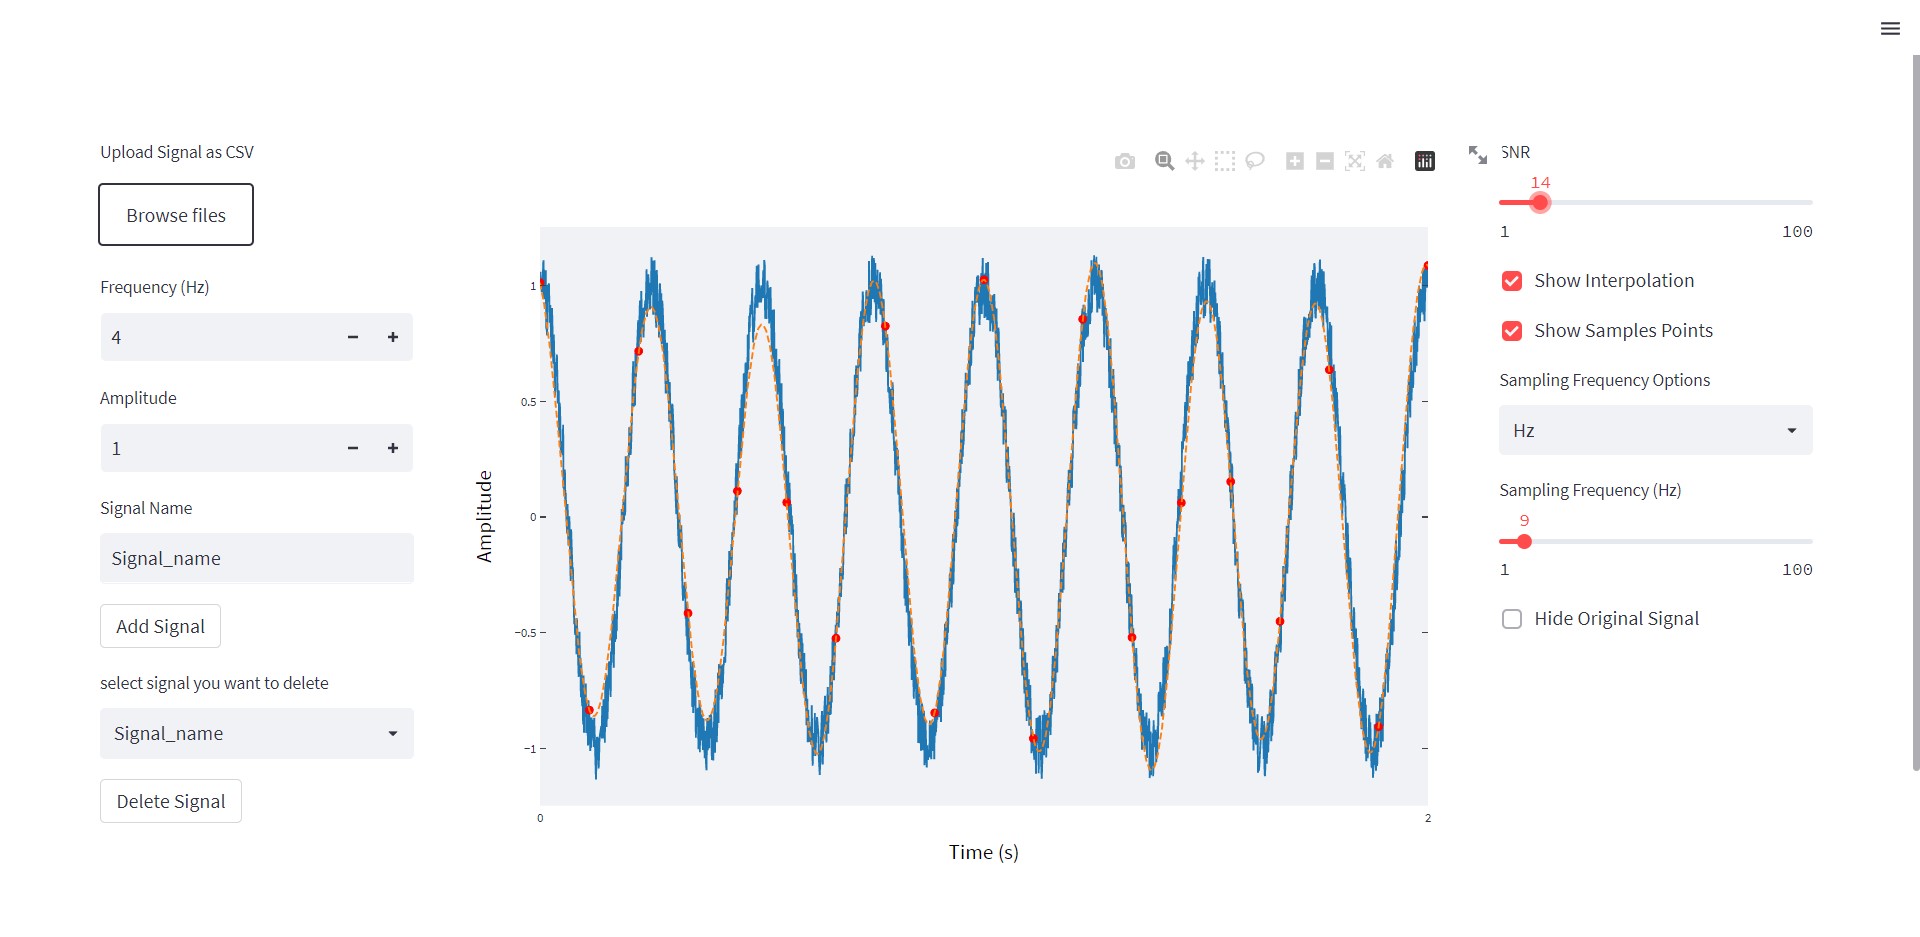 Upload Signal as CSV
Browse files
Frequency (Hz)
4
Amplitude
1
Signal Name
Signal_name
Add Signal
select signal you want to delete
Signal_name
Delete Signal
Amplitude
1
0.5
0
−0.5
−1
0
2
Time (s)
SNR
14
1
100
Show Interpolation
Show Samples Points
Sampling Frequency Options
Hz
Sampling Frequency (Hz)
9
1
100
Hide Original Signal